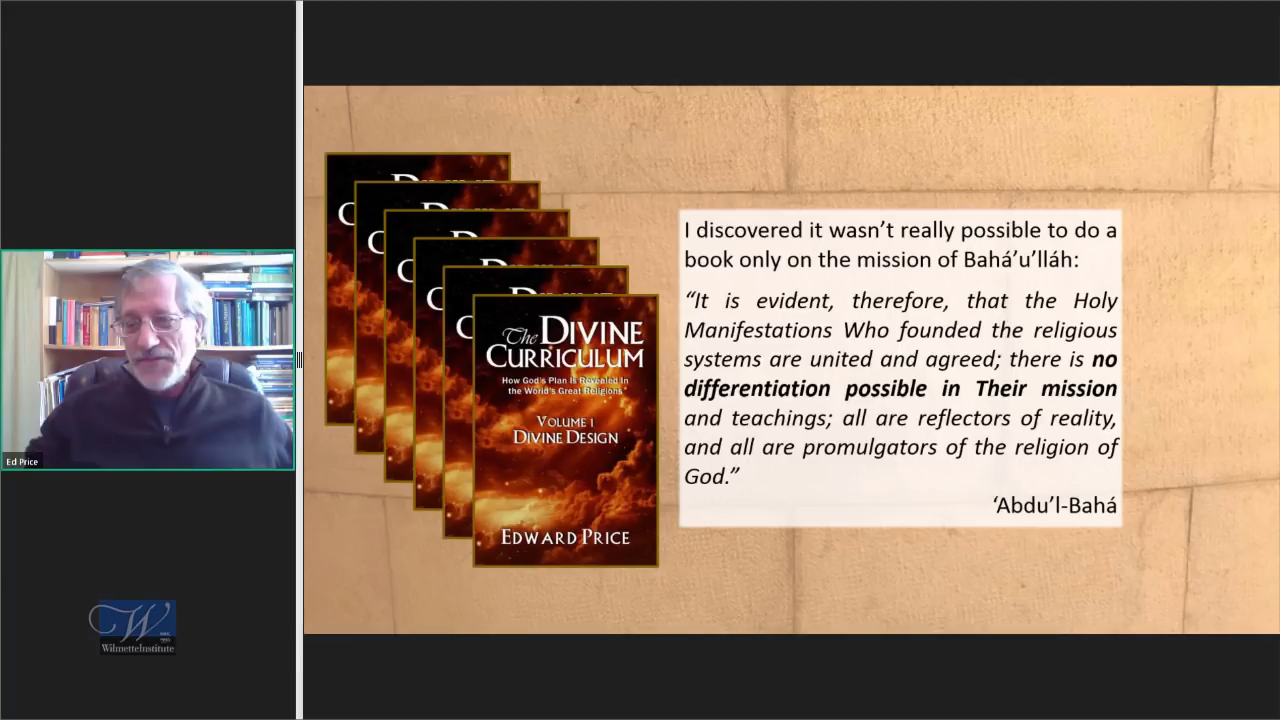 I discovered it wasn't really possible to do a
book only on the mission of Bahá'u'lláh:
"It is evident, therefore, that the Holy
Manifestations Who founded the religious
systems are united and agreed; there is no
differentiation possible in Their mission
and teachings; all are reflectors of reality,
and all are promulgators of the religion of
God."
'Abdu'l-Bahá
The DIVINE
CURRICULUM
How God's Plan Is Revealed In
the World's Great Religions
VOLUME 1
DIVINE DESIGN
EDWARD PRICE
Ed Price
W
WilmetteInstitute